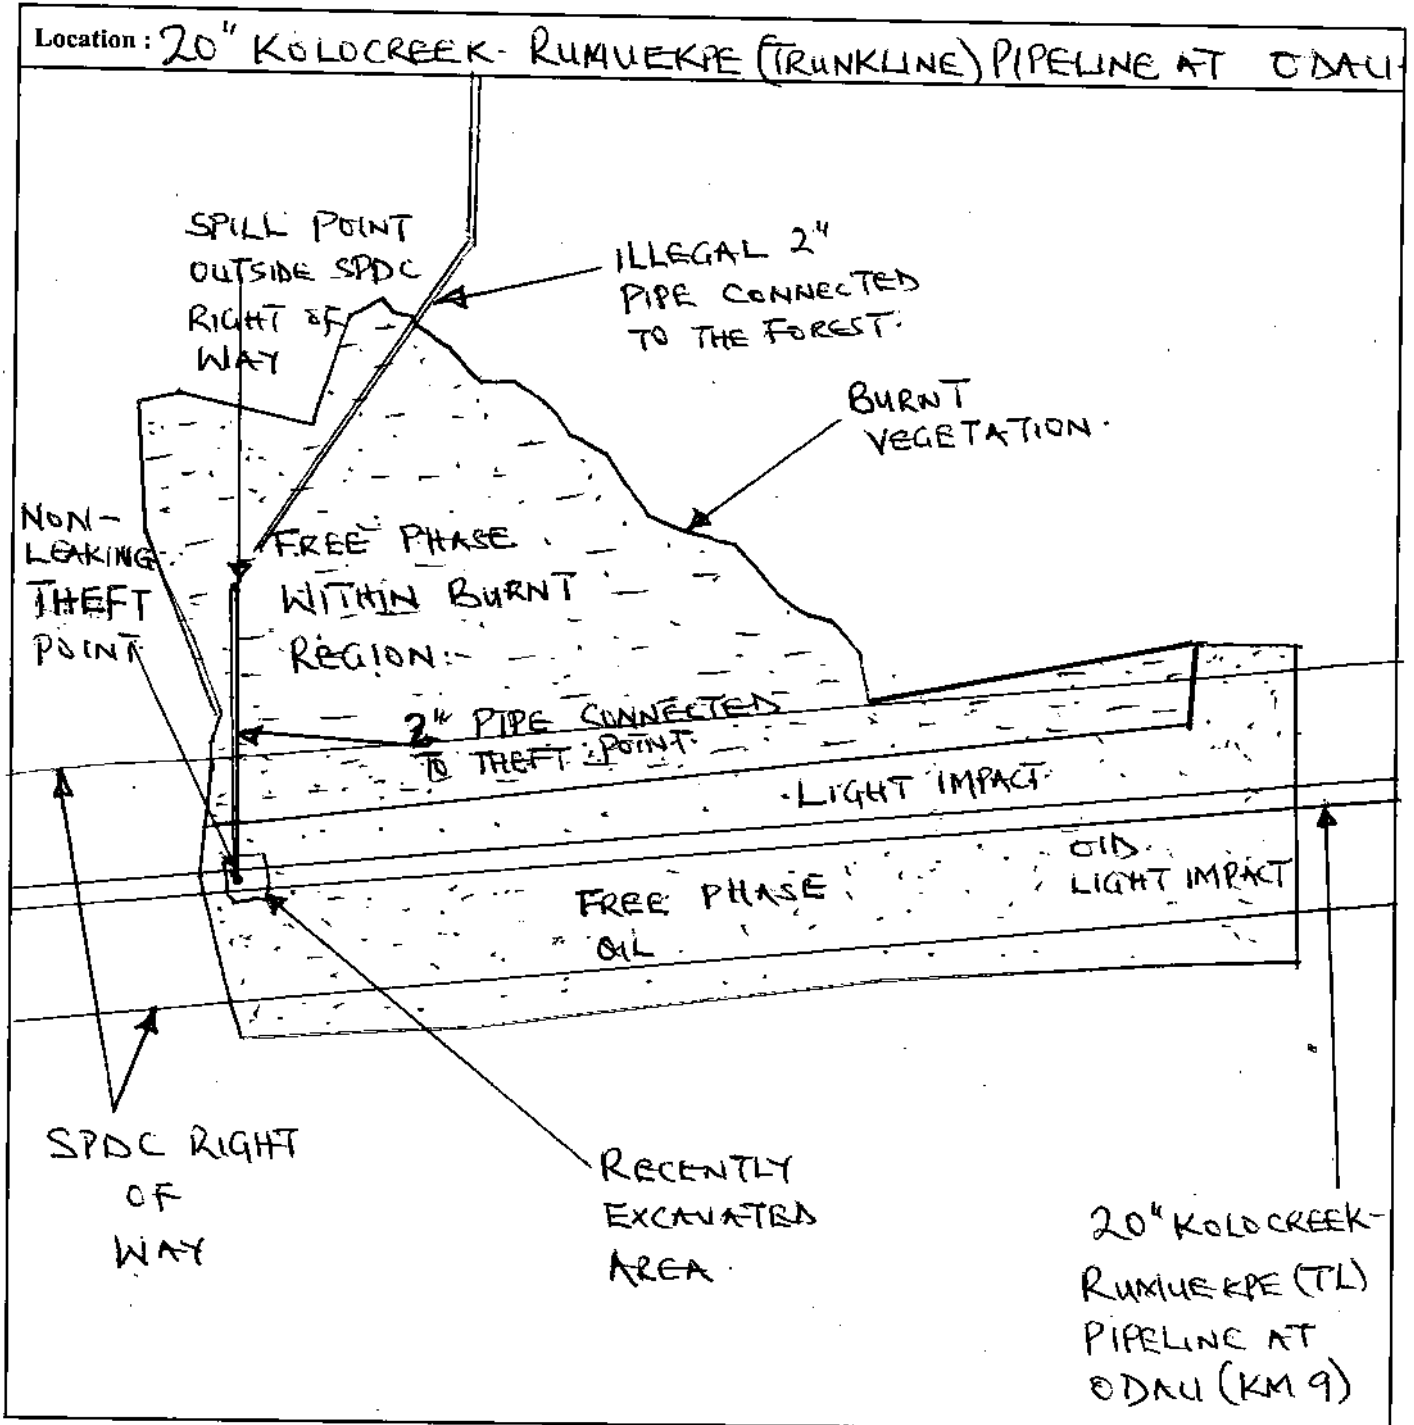 Location : 20" KOLOCREEK- RUMUEKPE (TRUNKLINE) PIPELINE AT ODAU
SPILL POINT
OUTSIDE SPDC
RIGHT OF
WAY
ILLEGAL 2"
PIPE CONNECTED
TO THE FOREST.
BURNT
VEGETATION.
NON-
LEAKING
THEFT
POINT
FREE PHASE
WITHIN BURNT
REGION:-
2" PIPE CONNECTED
TO THEFT POINT.
LIGHT IMPACT
OLD
LIGHT IMPACT
FREE PHASE
OIL
SPDC RIGHT
OF
WAY
RECENTLY
EXCAVATED
AREA.
20" KOLOCREEK-
RUMUEKPE (TL)
PIPELINE AT
ODAU (KM 9)